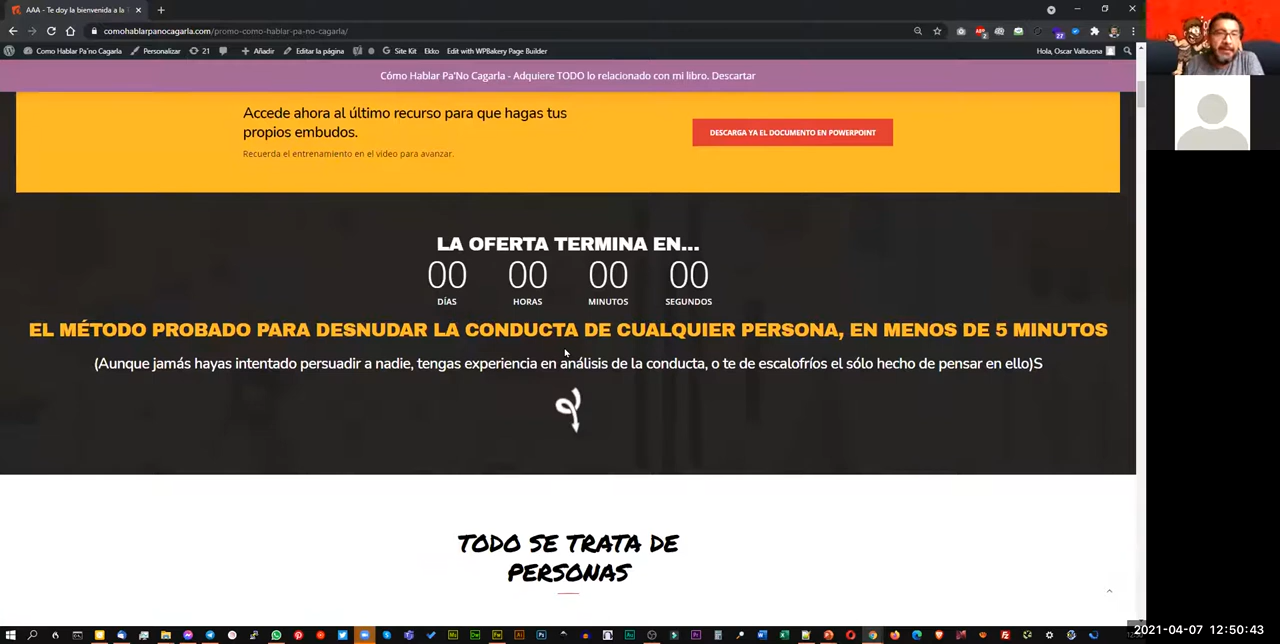 AAA - Te doy la bienvenida a la
comohablarpanocagarla.com/promo-como-hablar-pa-no-cagarla/
Como Hablar Pa'no Cagarla
Personalizar
21
Añadir
Editar la página
Site Kit
Ekko
Edit with WPBakery Page Builder
Hola, Oscar Valbuena
Cómo Hablar Pa'No Cagarla - Adquiere TODO lo relacionado con mi libro. Descartar
Accede ahora al último recurso para que hagas tus
propios embudos.
Recuerda el entrenamiento en el video para avanzar.
DESCARGA YA EL DOCUMENTO EN POWERPOINT
LA OFERTA TERMINA EN...
00 00 00 00
DÍAS HORAS MINUTOS SEGUNDOS
EL MÉTODO PROBADO PARA DESNUDAR LA CONDUCTA DE CUALQUIER PERSONA, EN MENOS DE 5 MINUTOS
(Aunque jamás hayas intentado persuadir a nadie, tengas experiencia en análisis de la conducta, o te de escalofríos el sólo hecho de pensar en ello)S
TODO SE TRATA DE
PERSONAS
2021-04-07 12:50:43